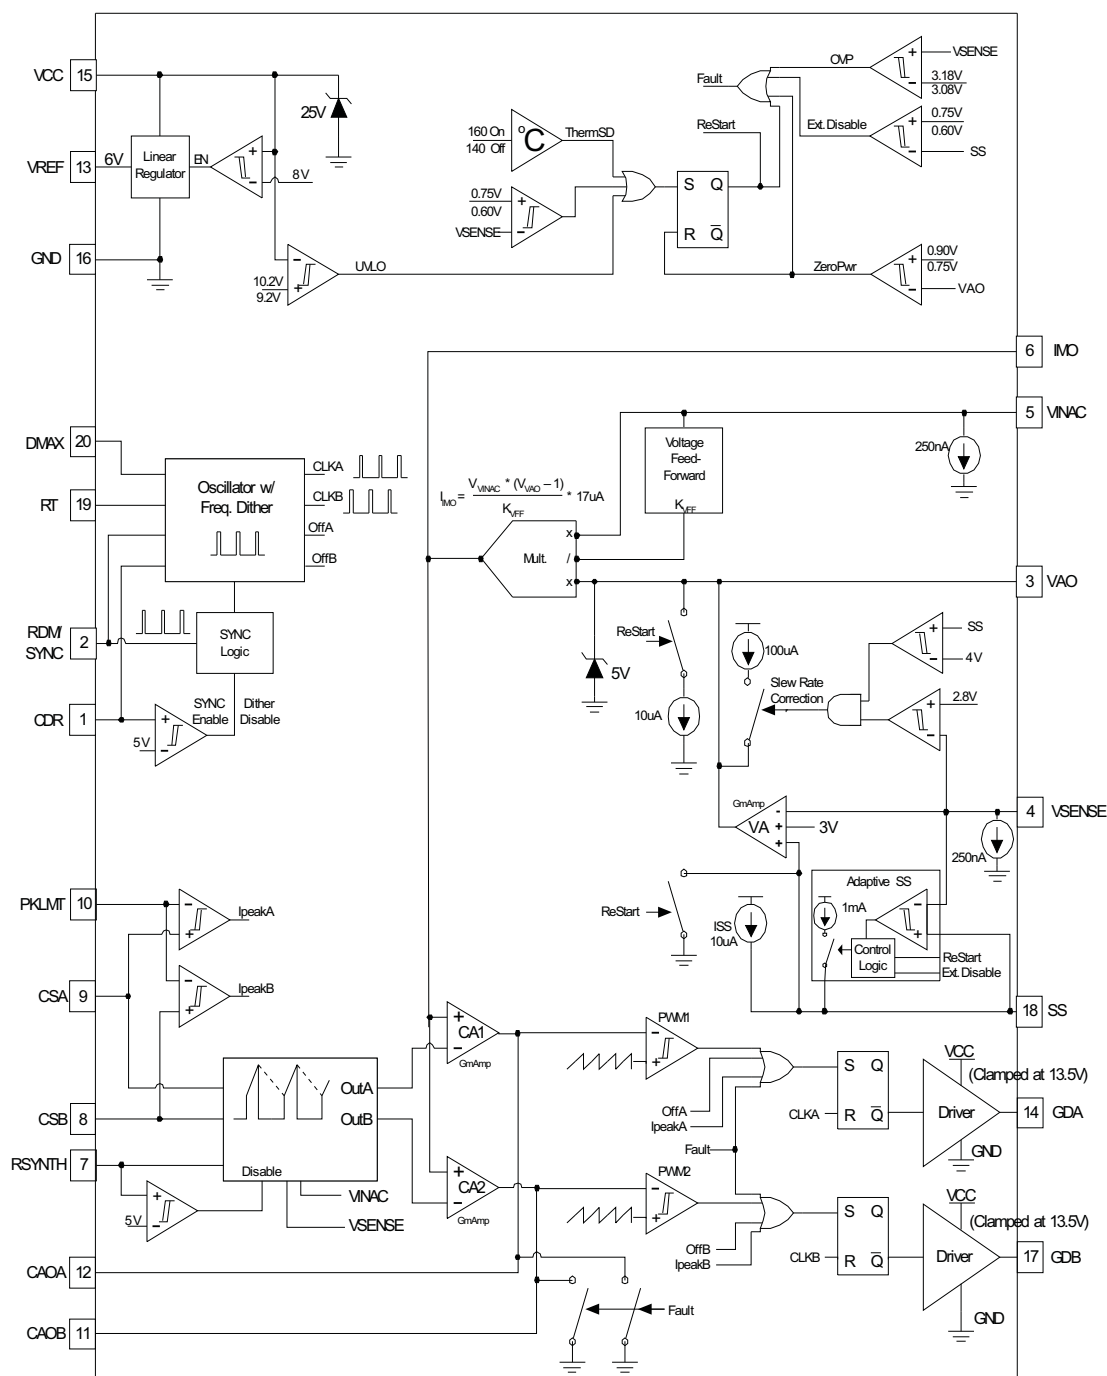 VCC 15
25V
VREF 13
6V
Linear
Regulator
EN
8V
GND 16
10.2V
9.2V
UVLO
160 On
140 Off
°C
ThermSD
0.75V
0.60V
VSENSE
Fault
ReStart
S Q
R Q
OVP
VSENSE
3.18V
3.08V
Ext. Disable
0.75V
0.60V
SS
ZeroPwr
0.90V
0.75V
VAO
6 IMO
5 VINAC
250nA
Voltage
Feed-
Forward
K_VFF
I_IMO = V_VINAC * (V_VAO – 1) / K_VFF * 17uA
Mult.
x
/
x
3 VAO
DMAX 20
RT 19
Oscillator w/
Freq. Dither
CLKA
CLKB
OffA
OffB
RDM/
SYNC
2
SYNC
Logic
CDR 1
5V
SYNC
Enable
Dither
Disable
ReStart
5V
10uA
100uA
Slew Rate
Correction
SS
4V
2.8V
GmAmp
VA
3V
4 VSENSE
250nA
ReStart
ISS
10uA
Adaptive SS
1mA
Control
Logic
ReStart
Ext. Disable
18 SS
PKLMT 10
IpeakA
CSA 9
IpeakB
CSB 8
OutA
OutB
RSYNTH 7
5V
Disable
VINAC
VSENSE
CA1
GmAmp
CA2
GmAmp
PWM1
OffA
IpeakA
Fault
PWM2
OffB
IpeakB
S Q
R Q
CLKA
VCC
(Clamped at 13.5V)
Driver
GND
14 GDA
S Q
R Q
CLKB
VCC
(Clamped at 13.5V)
Driver
GND
17 GDB
CAOA 12
CAOB 11
Fault